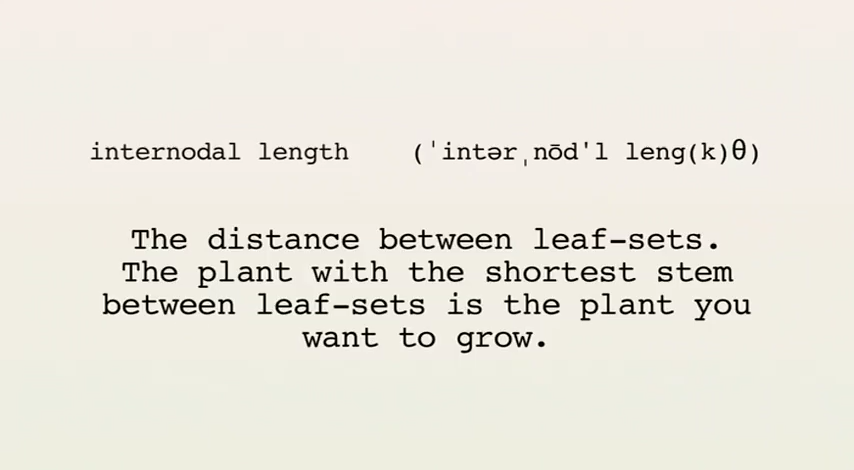 internodal length (ˈintərˌnōd'l leng(k)θ)
The distance between leaf-sets.
The plant with the shortest stem
between leaf-sets is the plant you
want to grow.